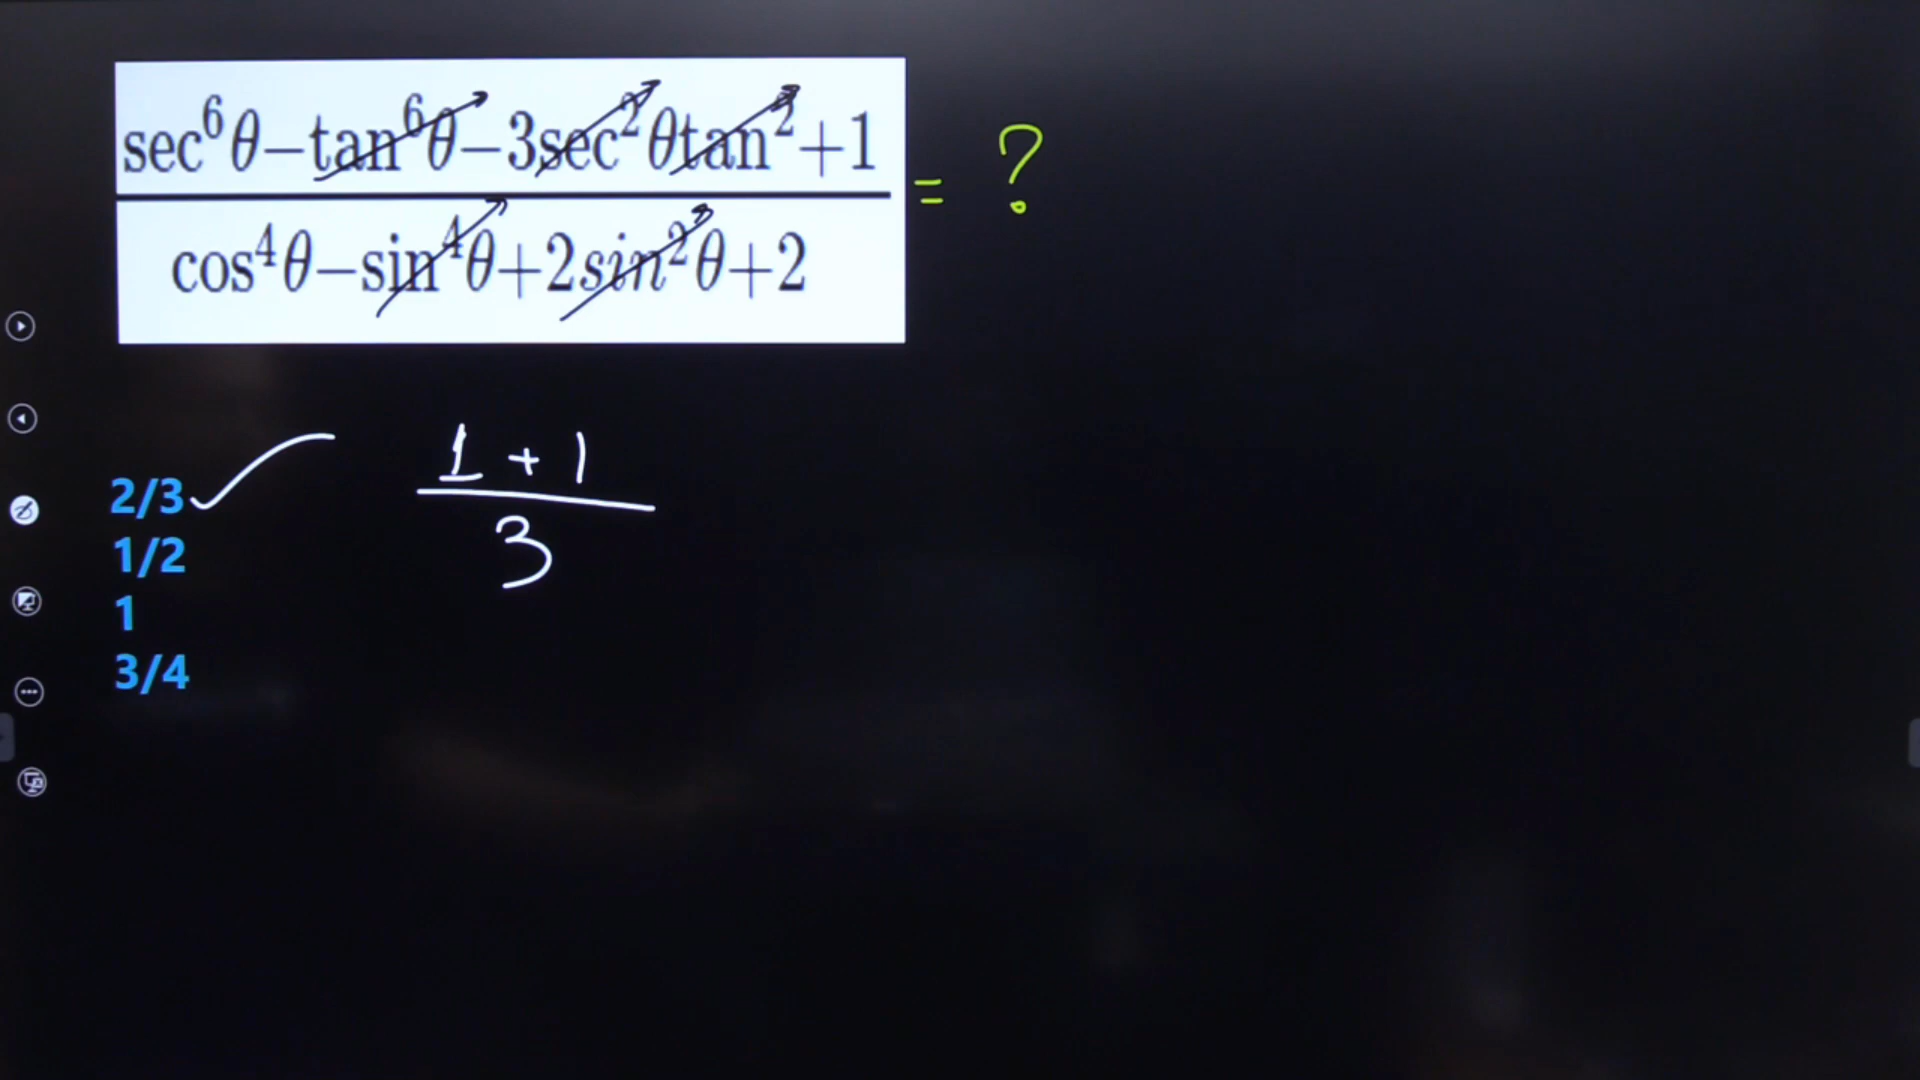 sec⁶θ−tan⁶θ−3sec²θtan²+1
cos⁴θ−sin⁴θ+2sin²θ+2
= ?
1 + 1
3
2/3
1/2
1
3/4